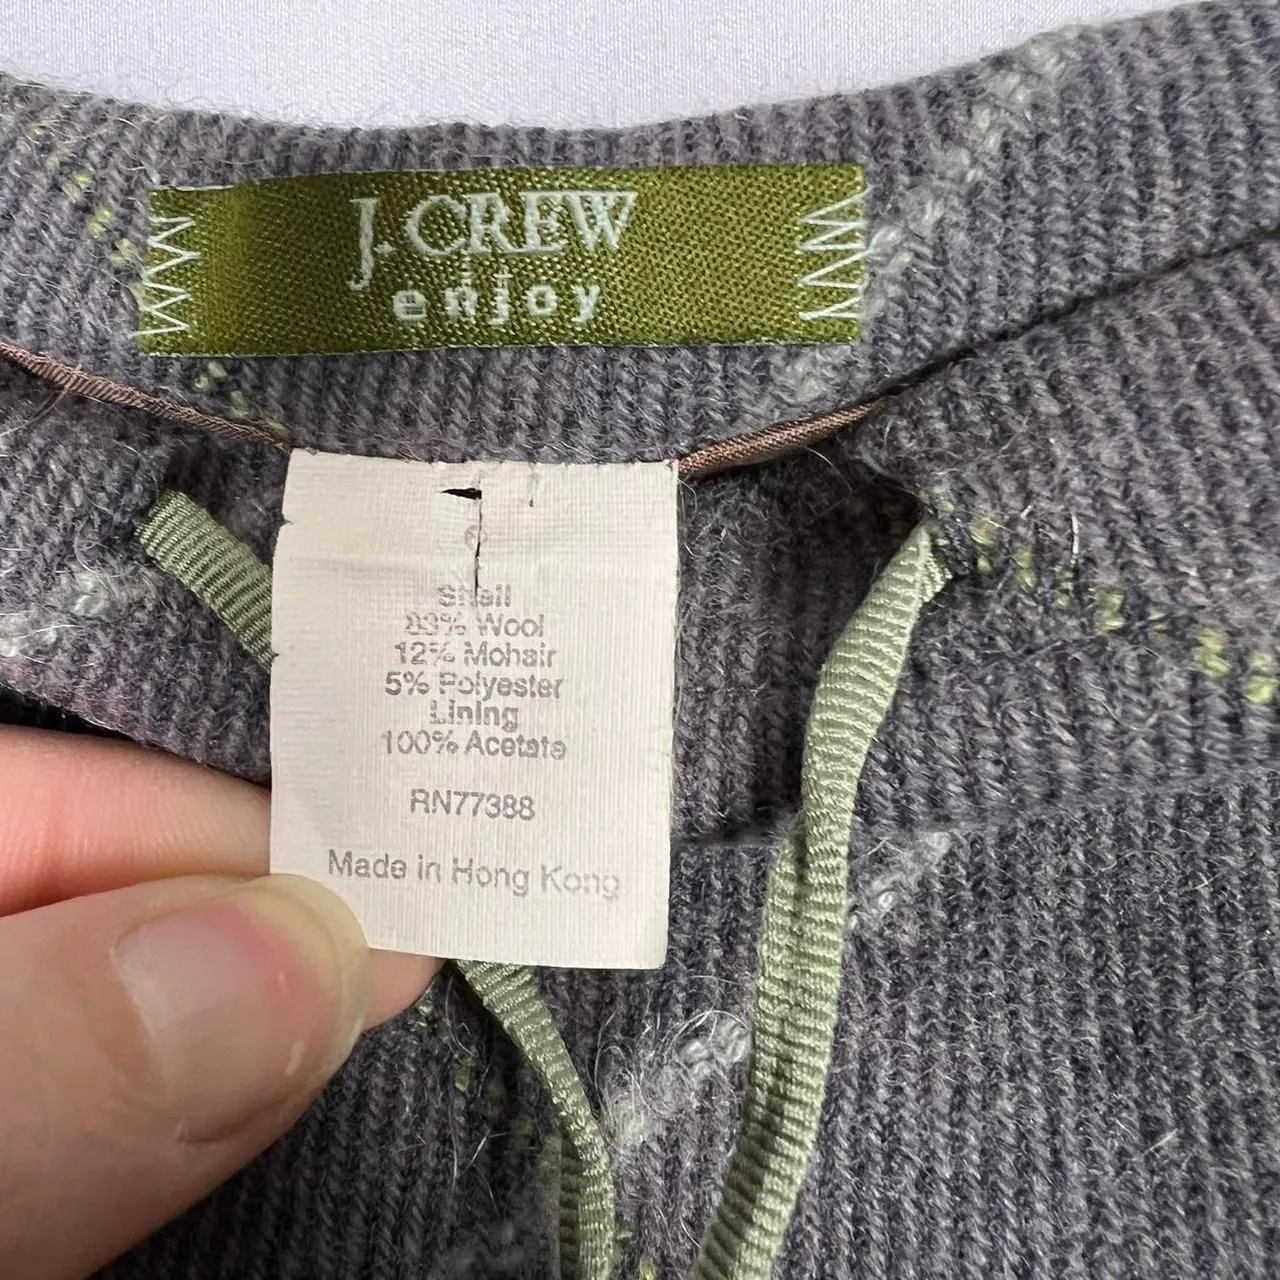 J.CREW
enjoy
Shell
83% Wool
12% Mohair
5% Polyester
Lining
100% Acetate
RN77388
Made in Hong Kong